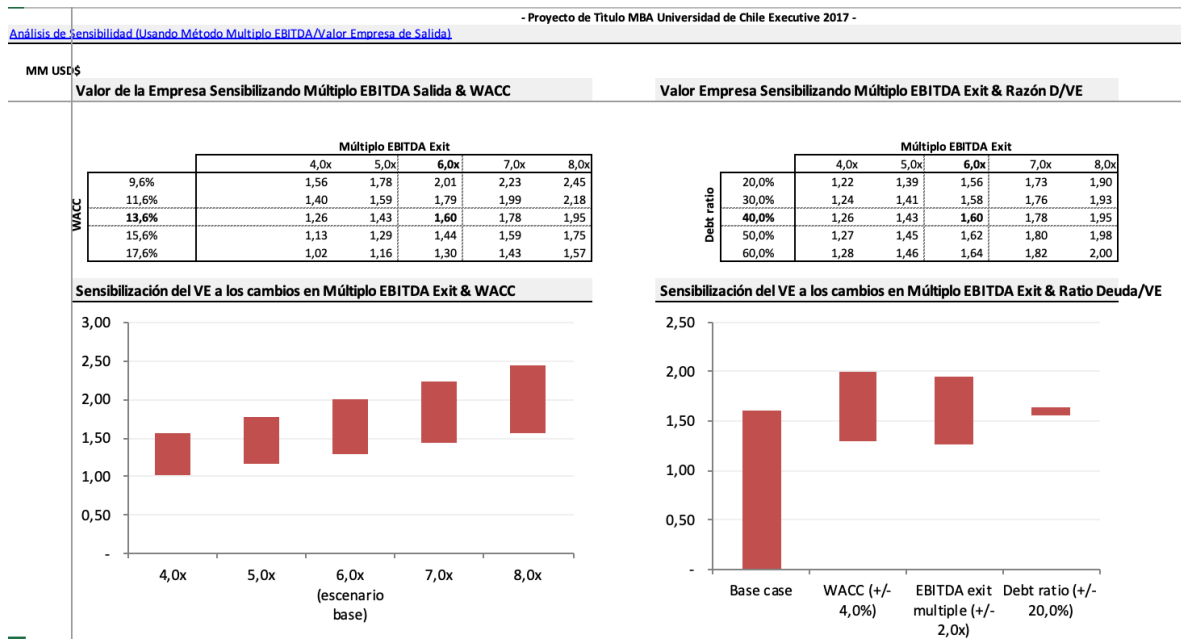 - Proyecto de Tìtulo MBA Universidad de Chile Executive 2017 -
Análisis de Sensibilidad (Usando Método Multiplo EBITDA/Valor Empresa de Salida)
MM USD$
Valor de la Empresa Sensibilizando Múltiplo EBITDA Salida & WACC
Múltiplo EBITDA Exit
4,0x 5,0x 6,0x 7,0x 8,0x
WACC
9,6% 1,56 1,78 2,01 2,23 2,45
11,6% 1,40 1,59 1,79 1,99 2,18
13,6% 1,26 1,43 1,60 1,78 1,95
15,6% 1,13 1,29 1,44 1,59 1,75
17,6% 1,02 1,16 1,30 1,43 1,57
Valor Empresa Sensibilizando Múltiplo EBITDA Exit & Razón D/VE
Múltiplo EBITDA Exit
4,0x 5,0x 6,0x 7,0x 8,0x
Debt ratio
20,0% 1,22 1,39 1,56 1,73 1,90
30,0% 1,24 1,41 1,58 1,76 1,93
40,0% 1,26 1,43 1,60 1,78 1,95
50,0% 1,27 1,45 1,62 1,80 1,98
60,0% 1,28 1,46 1,64 1,82 2,00
Sensibilización del VE a los cambios en Múltiplo EBITDA Exit & WACC
3,00
2,50
2,00
1,50
1,00
0,50
-
4,0x 5,0x 6,0x 7,0x 8,0x
(escenario
base)
Sensibilización del VE a los cambios en Múltiplo EBITDA Exit & Ratio Deuda/VE
2,50
2,00
1,50
1,00
0,50
-
Base case WACC (+/- EBITDA exit Debt ratio (+/-
4,0%) multiple (+/- 20,0%)
2,0x)